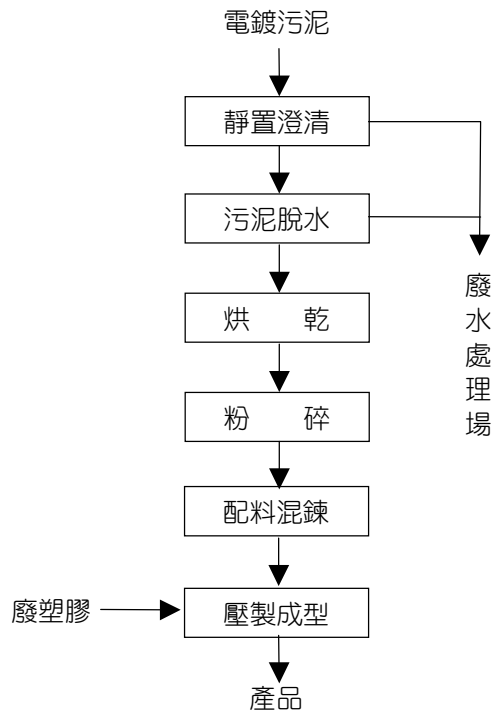 電鍍污泥
靜置澄清
污泥脫水
烘 乾
粉 碎
配料混鍊
壓製成型
產品
廢塑膠
廢水處理場